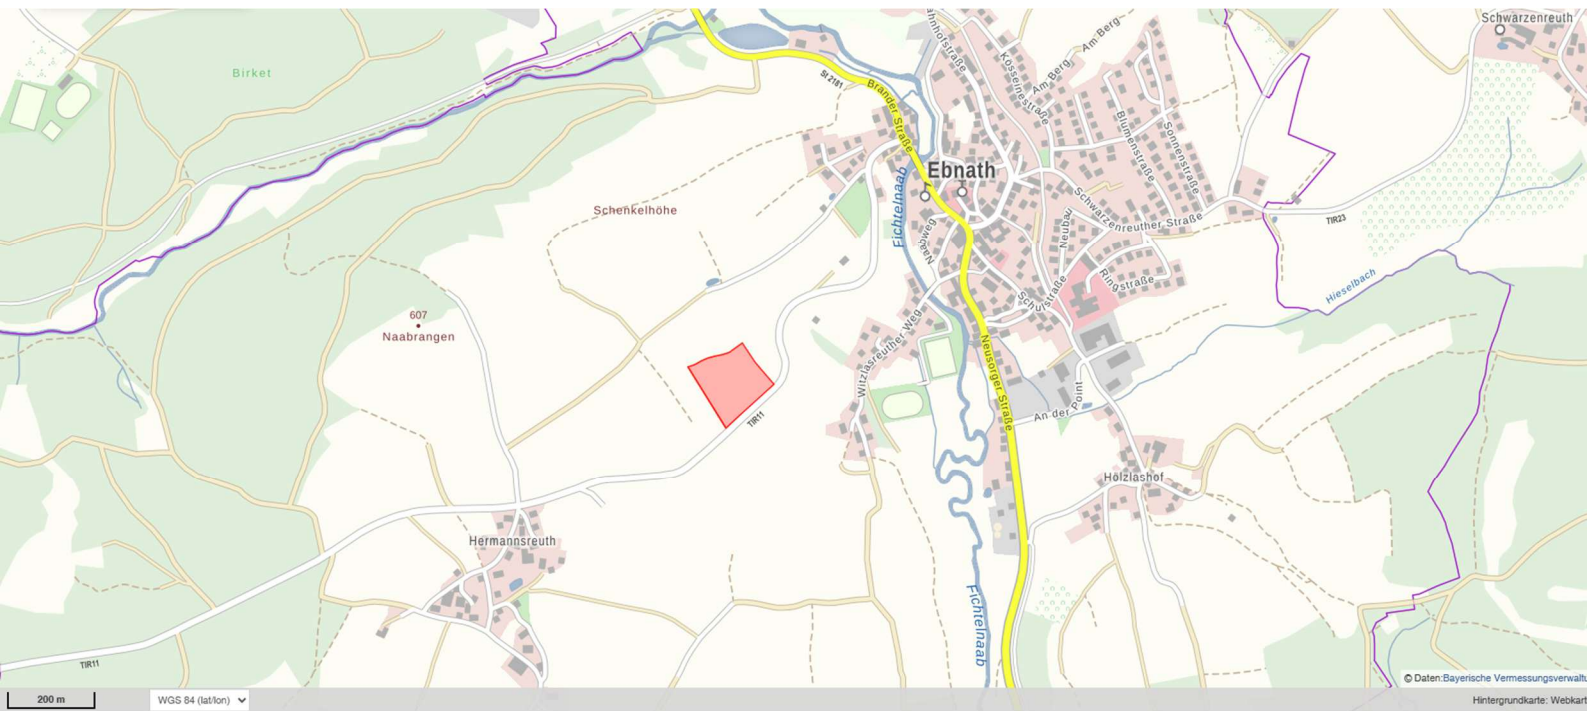 Schwarzenreuth
Bahnhofstraße
Am Berg
Kösseinestraße
Am Berg
Birket
St 2181
Brander Straße
Blumenstraße
Sonnenstraße
Ebnath
Fichtelnaab
Schenkelhöhe
Naabweg
Neubau
Schwarzenreuther Straße
TIR23
Ringstraße
Schulstraße
Hieselbach
607
Naabrangen
Witzlasreuther Weg
Neusorger Straße
TIR11
An der Point
Hölzlashof
Hermannsreuth
Fichtelnaab
TIR11
© Daten:Bayerische Vermessungsverwaltu
200 m
WGS 84 (lat/lon)
Hintergrundkarte: Webkart